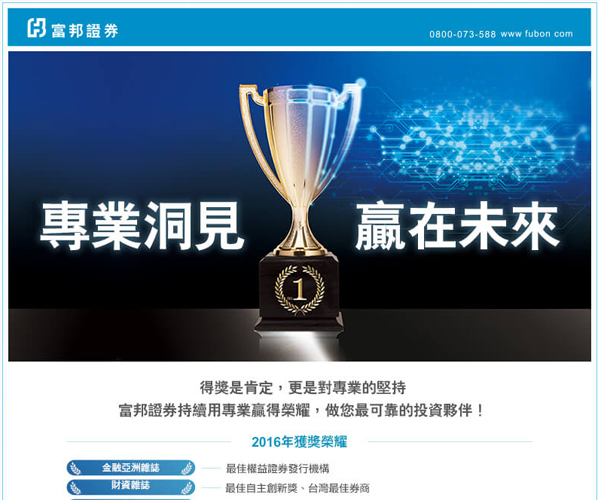 富邦證券
0800-073-588 www.fubon.com
專業洞見 贏在未來
NO 1
得獎是肯定，更是對專業的堅持
富邦證券持續用專業贏得榮耀，做您最可靠的投資夥伴！
2016年獲獎榮耀
金融亞洲雜誌 最佳權益證券發行機構
財資雜誌 最佳自主創新獎、台灣最佳券商